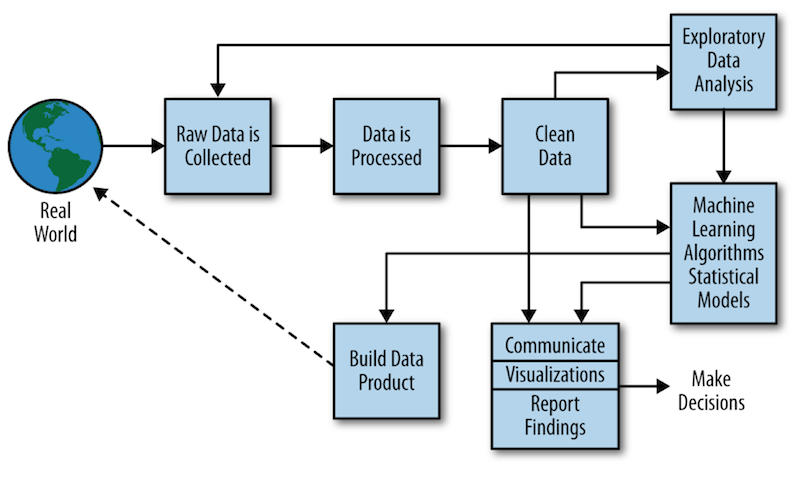 Exploratory
Data
Analysis
Raw Data is
Collected
Data is
Processed
Clean
Data
Real
World
Machine
Learning
Algorithms
Statistical
Models
Build Data
Product
Communicate
Visualizations
Report
Findings
Make
Decisions